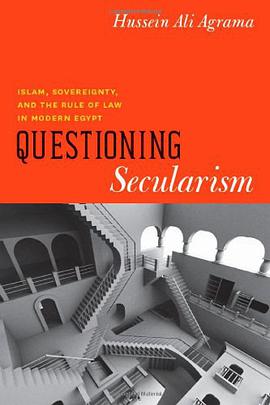 Hussein Ali Agrama
ISLAM, SOVEREIGNTY,
AND THE RULE OF LAW
IN MODERN EGYPT
QUESTIONING
Secularism